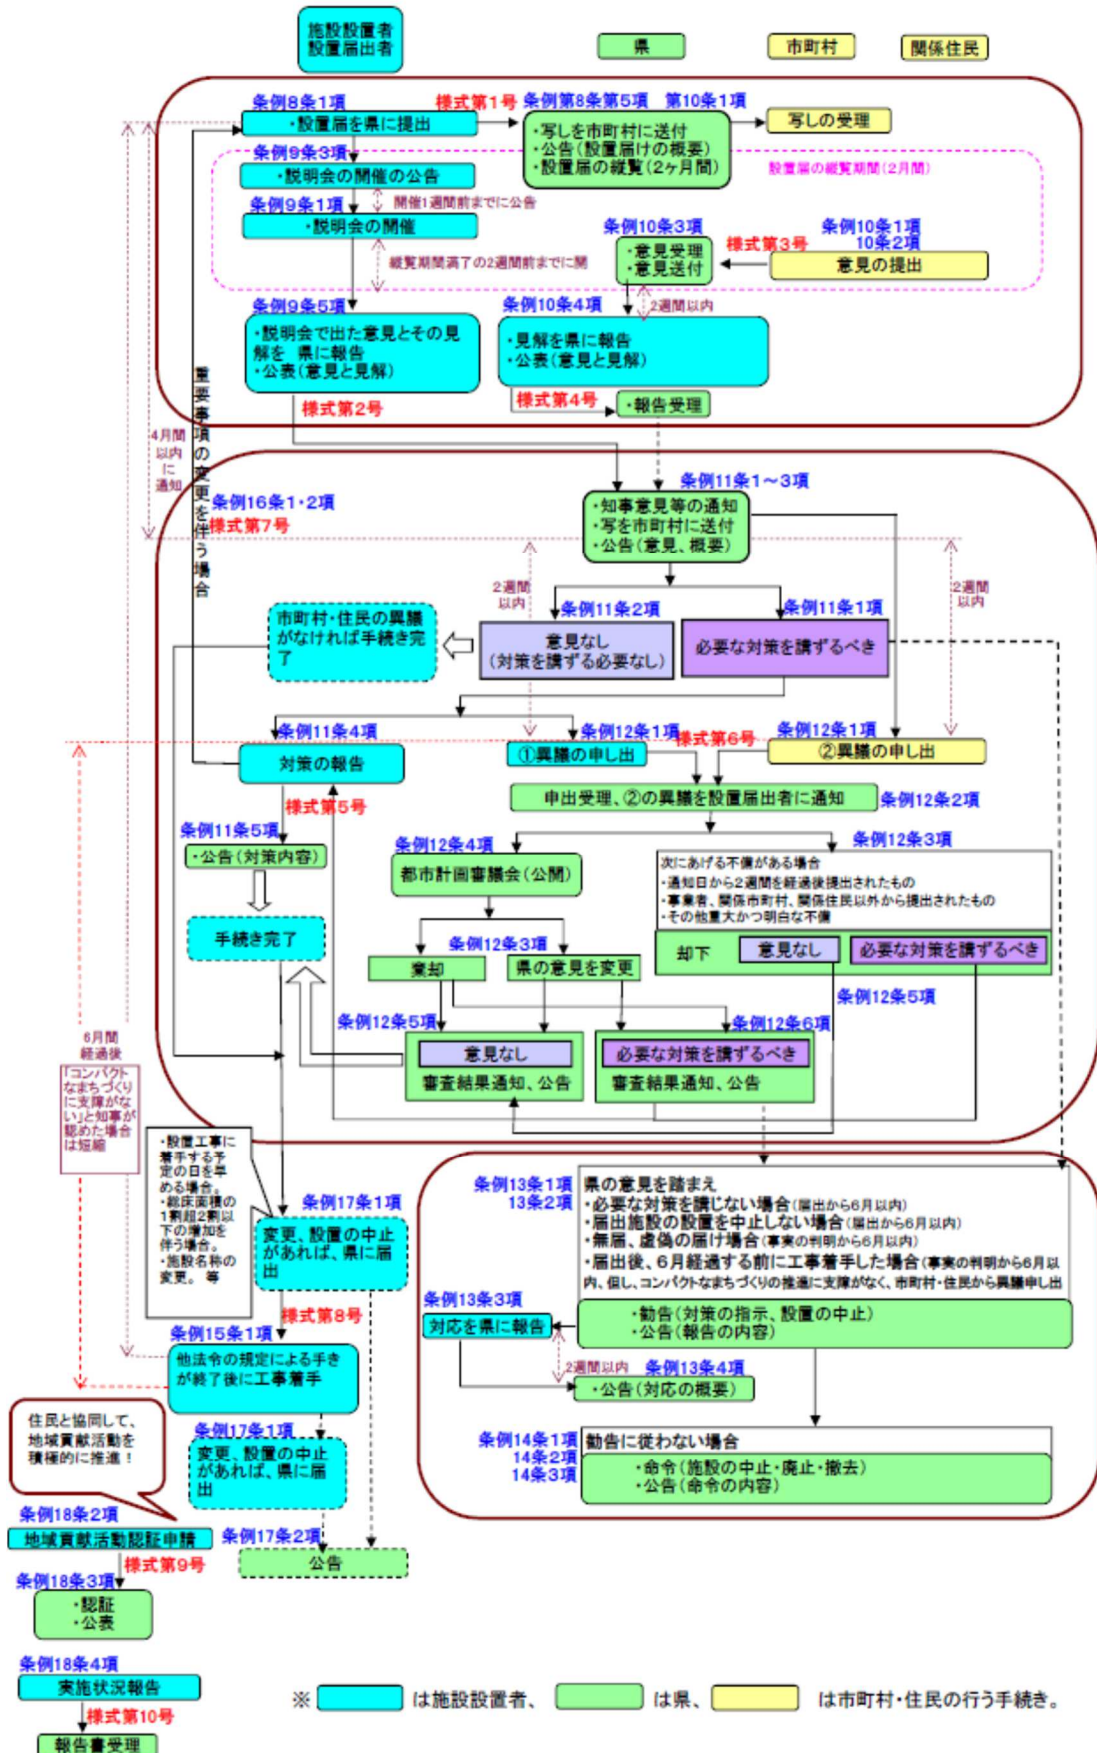 施設設置者
設置届出者
県
市町村
関係住民
条例8条1項
様式第1号
条例第8条第5項 第10条1項
・設置届を県に提出
・写しを市町村に送付
・公告(設置届けの概要)
・設置届の縦覧(2ヶ月間)
写しの受理
条例9条3項
・説明会の開催の公告
設置届の縦覧期間(2月間)
開催1週間前までに公告
条例9条1項
・説明会の開催
条例10条3項
・意見受理
・意見送付
様式第3号
条例10条1項
10条2項
意見の提出
縦覧期間満了の2週間前までに開
2週間以内
条例9条5項
・説明会で出た意見とその見
解を 県に報告
・公表(意見と見解)
条例10条4項
・見解を県に報告
・公表(意見と見解)
様式第2号
様式第4号
・報告受理
重要事項の変更を伴う場合
4月間
以内
に
通知
条例16条1・2項
様式第7号
条例11条1~3項
・知事意見等の通知
・写を市町村に送付
・公告(意見、概要)
2週間
以内
2週間
以内
市町村・住民の異議
がなければ手続き完
了
条例11条2項
意見なし
(対策を講ずる必要なし)
条例11条1項
必要な対策を講ずるべき
条例11条4項
対策の報告
条例12条1項
①異議の申し出
様式第6号
条例12条1項
②異議の申し出
様式第5号
申出受理、②の異議を設置届出者に通知
条例12条2項
条例11条5項
・公告(対策内容)
条例12条4項
都市計画審議会(公開)
条例12条3項
次にあげる不備がある場合
・通知日から2週間を経過後提出されたもの
・事業者、関係市町村、関係住民以外から提出されたもの
・その他重大かつ明白な不備
却下
意見なし
必要な対策を講ずるべき
手続き完了
条例12条3項
棄却
県の意見を変更
条例12条5項
条例12条5項
意見なし
審査結果通知、公告
条例12条6項
必要な対策を講ずるべき
審査結果通知、公告
6月間
経過後
「コンパクト
なまちづくり
に支障がな
い」と知事が
認めた場合
は短縮
・設置工事に
着手する予
定の日を早
める場合。
・総床面積の
1割超2割以
下の増加を
伴う場合。
・施設名称の
変更。 等
条例17条1項
変更、設置の中止
があれば、県に届
出
様式第8号
条例13条1項
13条2項
県の意見を踏まえ
・必要な対策を講じない場合(届出から6月以内)
・届出施設の設置を中止しない場合(届出から6月以内)
・無届、虚偽の届け場合(事実の判明から6月以内)
・届出後、6月経過する前に工事着手した場合(事実の判明から6月以
内、但し、コンパクトなまちづくりの推進に支障がなく、市町村・住民から異議申し出
・勧告(対策の指示、設置の中止)
・公告(報告の内容)
条例13条3項
対応を県に報告
2週間以内
条例13条4項
・公告(対応の概要)
条例15条1項
他法令の規定による手き
が終了後に工事着手
条例17条1項
変更、設置の中止
があれば、県に届
出
条例14条1項
14条2項
14条3項
勧告に従わない場合
・命令(施設の中止・廃止・撤去)
・公告(命令の内容)
住民と協同して、
地域貢献活動を
積極的に推進!
条例18条2項
地域貢献活動認証申請
様式第9号
条例17条2項
公告
条例18条3項
・認証
・公表
条例18条4項
実施状況報告
様式第10号
報告書受理
※ は施設設置者、 は県、 は市町村・住民の行う手続き。